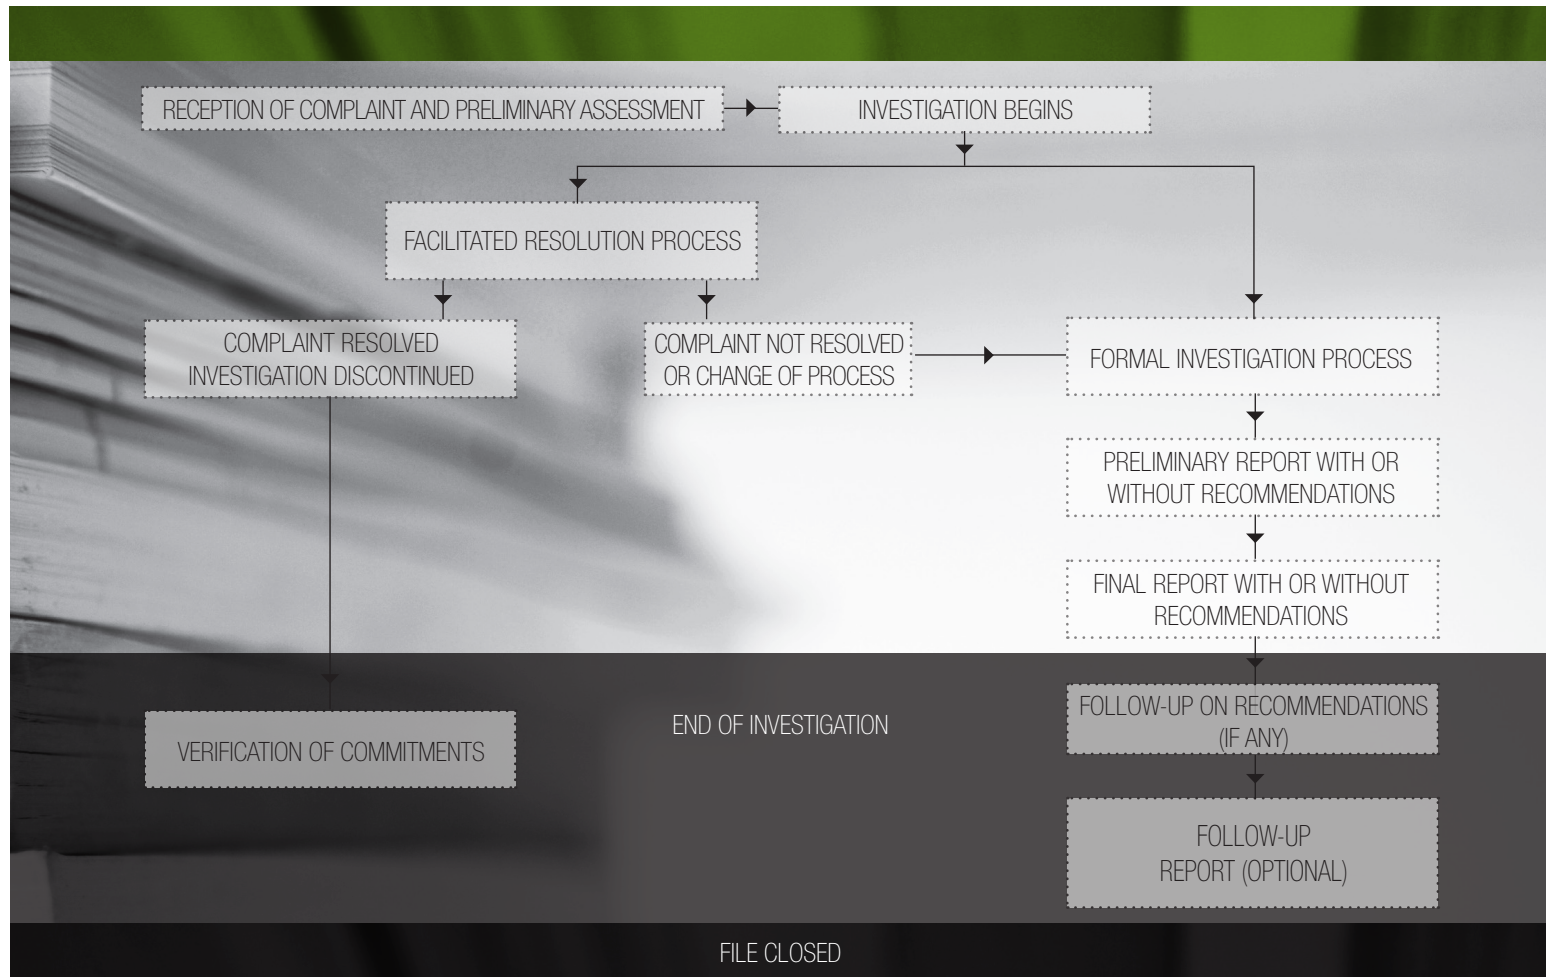 RECEPTION OF COMPLAINT AND PRELIMINARY ASSESSMENT
INVESTIGATION BEGINS
FACILITATED RESOLUTION PROCESS
COMPLAINT RESOLVED
INVESTIGATION DISCONTINUED
COMPLAINT NOT RESOLVED
OR CHANGE OF PROCESS
FORMAL INVESTIGATION PROCESS
PRELIMINARY REPORT WITH OR
WITHOUT RECOMMENDATIONS
FINAL REPORT WITH OR WITHOUT
RECOMMENDATIONS
VERIFICATION OF COMMITMENTS
END OF INVESTIGATION
FOLLOW-UP ON RECOMMENDATIONS
(IF ANY)
FOLLOW-UP
REPORT (OPTIONAL)
FILE CLOSED